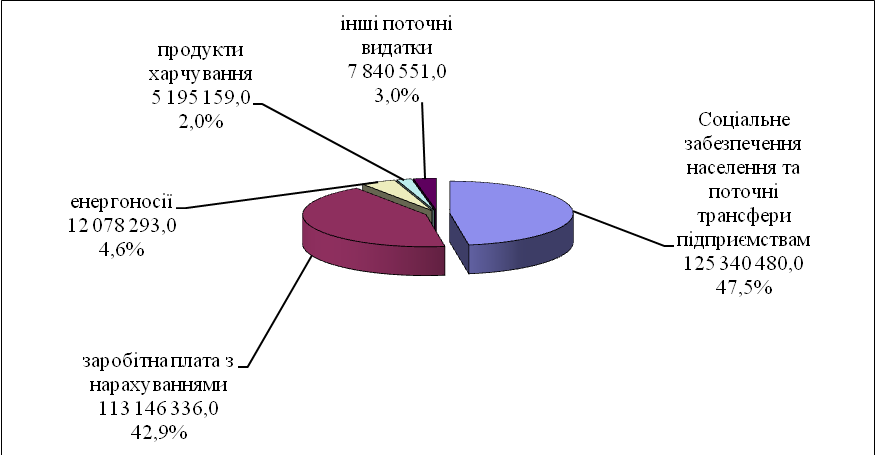 інші поточні
видатки
7 840 551,0
3,0%
продукти
харчування
5 195 159,0
2,0%
Соціальне
забезпечення
населення та
поточні
трансфери
підприємствам
125 340 480,0
47,5%
енергоносії
12 078 293,0
4,6%
заробітна плата з
нарахуваннями
113 146 336,0
42,9%